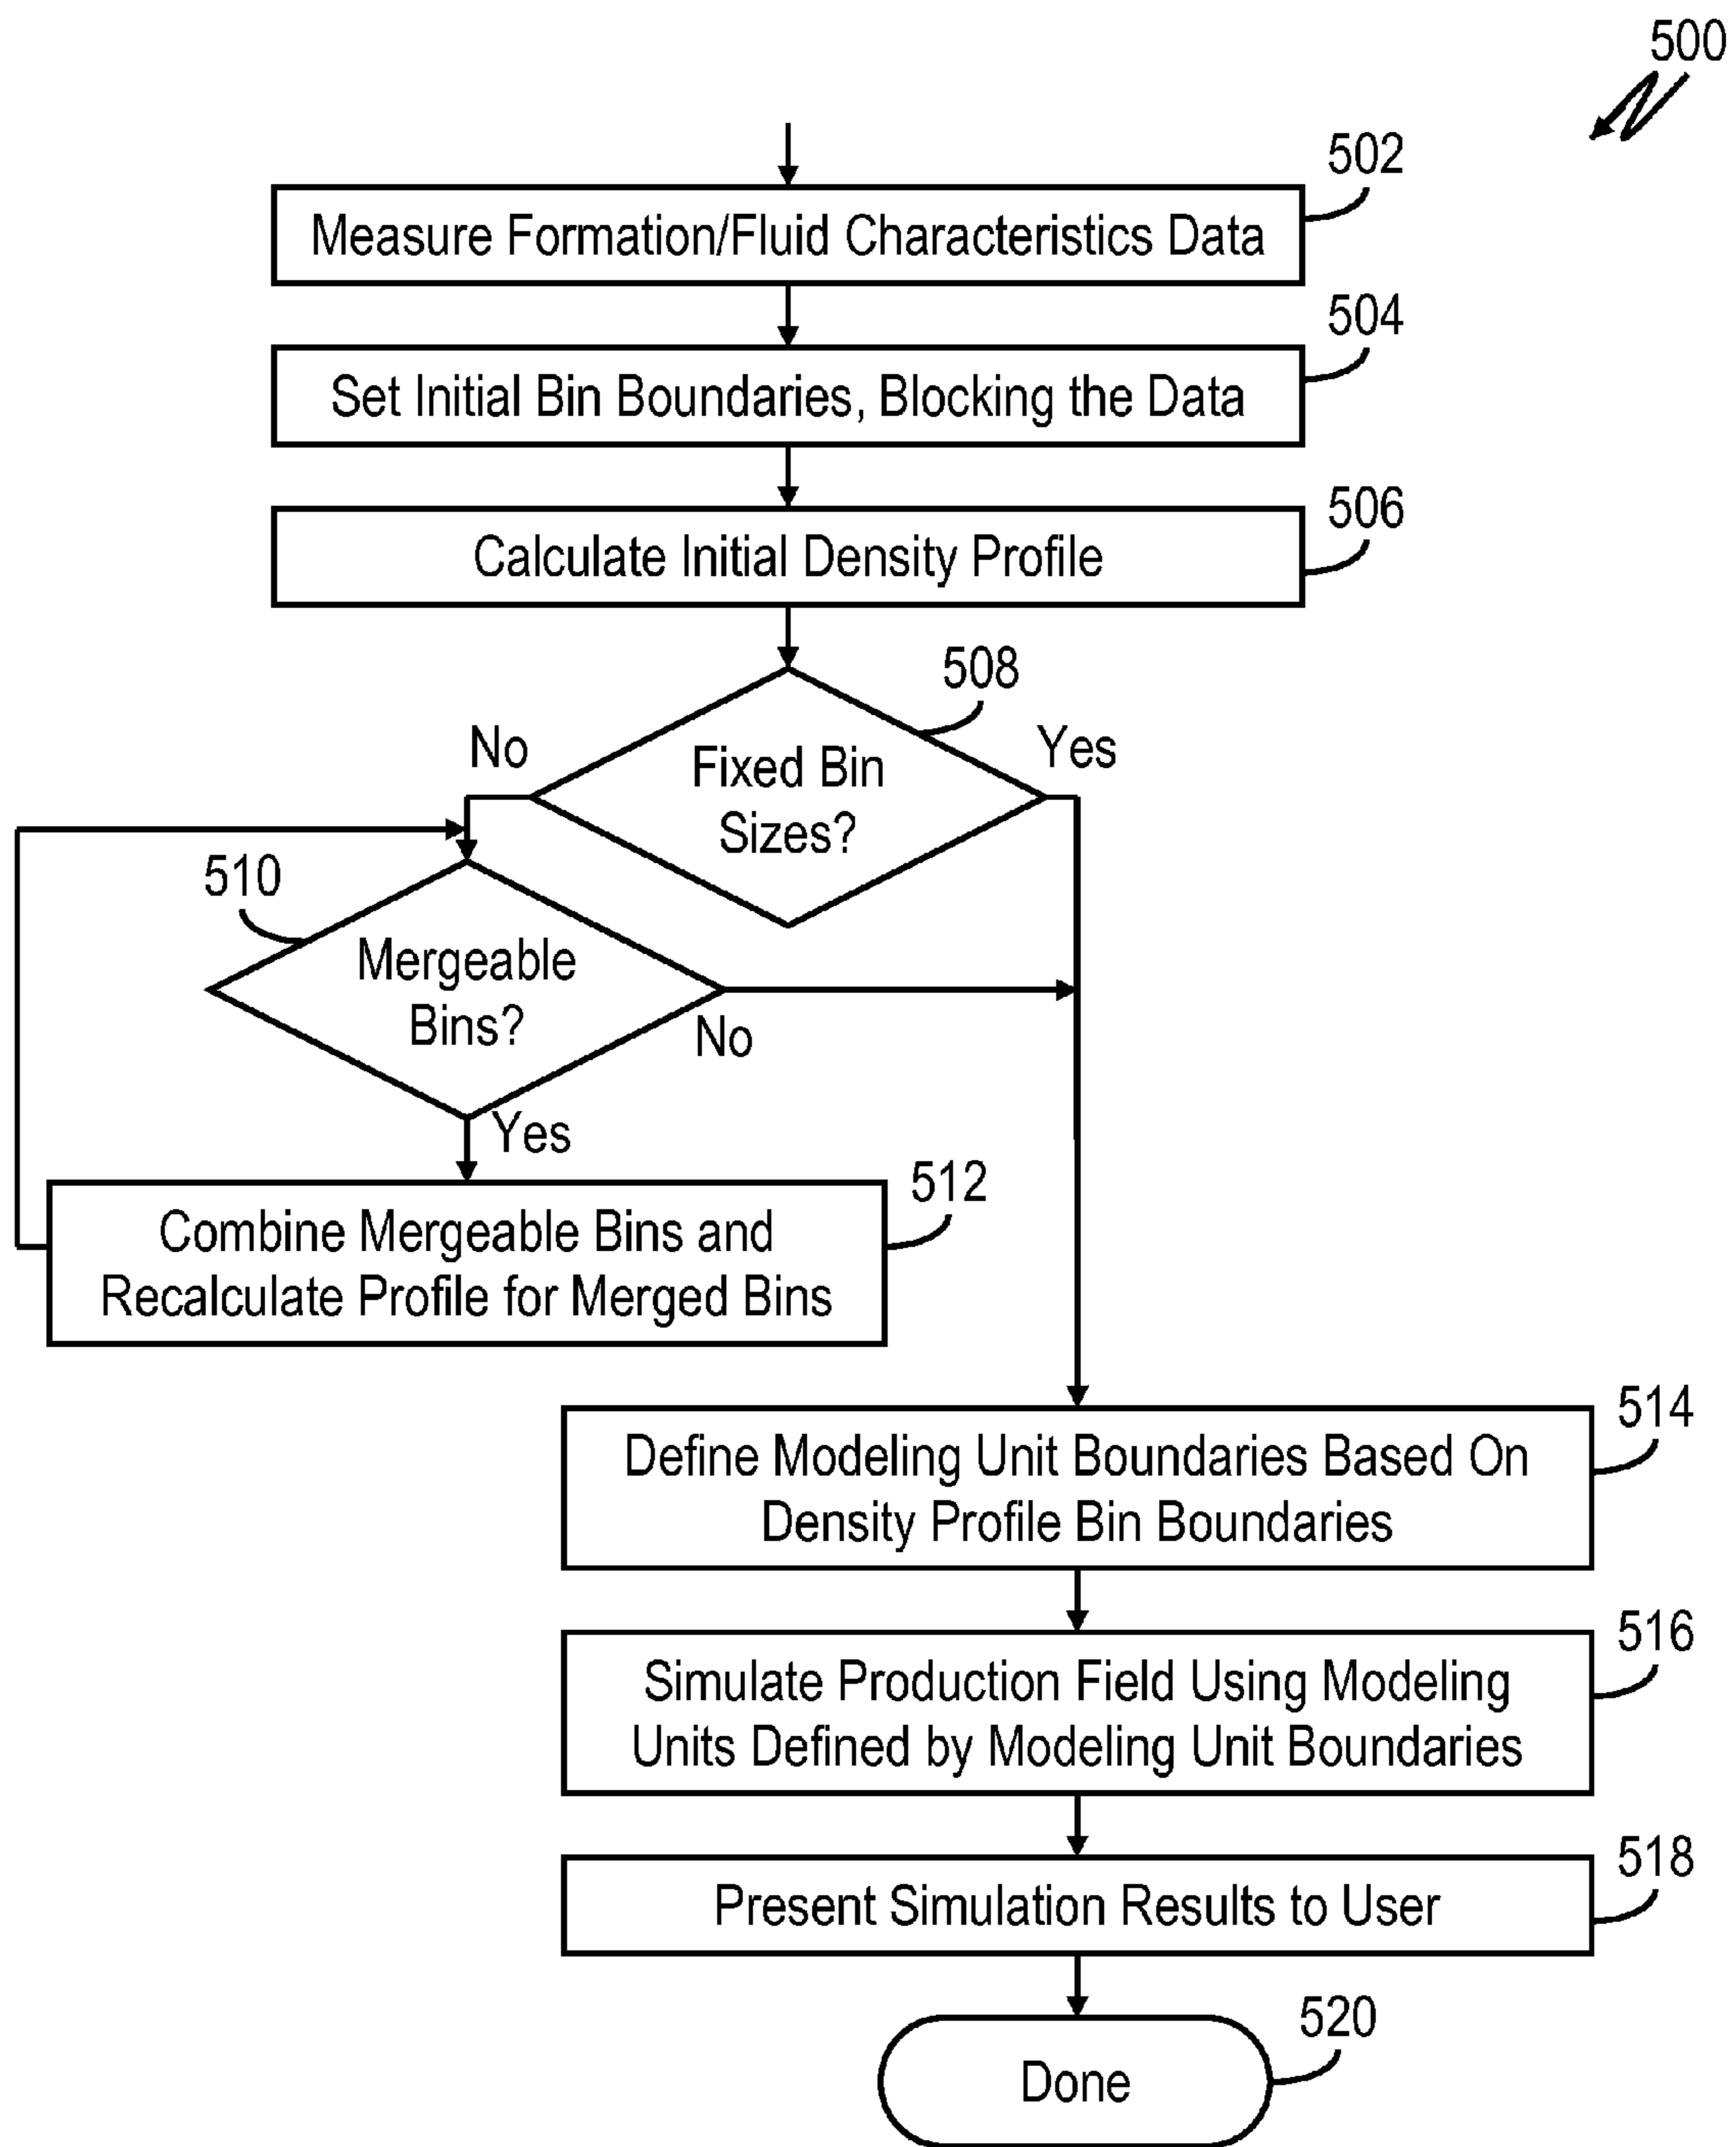 500
502
Measure Formation/Fluid Characteristics Data
504
Set Initial Bin Boundaries, Blocking the Data
506
Calculate Initial Density Profile
508
No
Yes
Fixed Bin
Sizes?
510
Mergeable
Bins?
No
Yes
512
Combine Mergeable Bins and
Recalculate Profile for Merged Bins
514
Define Modeling Unit Boundaries Based On
Density Profile Bin Boundaries
516
Simulate Production Field Using Modeling
Units Defined by Modeling Unit Boundaries
518
Present Simulation Results to User
520
Done